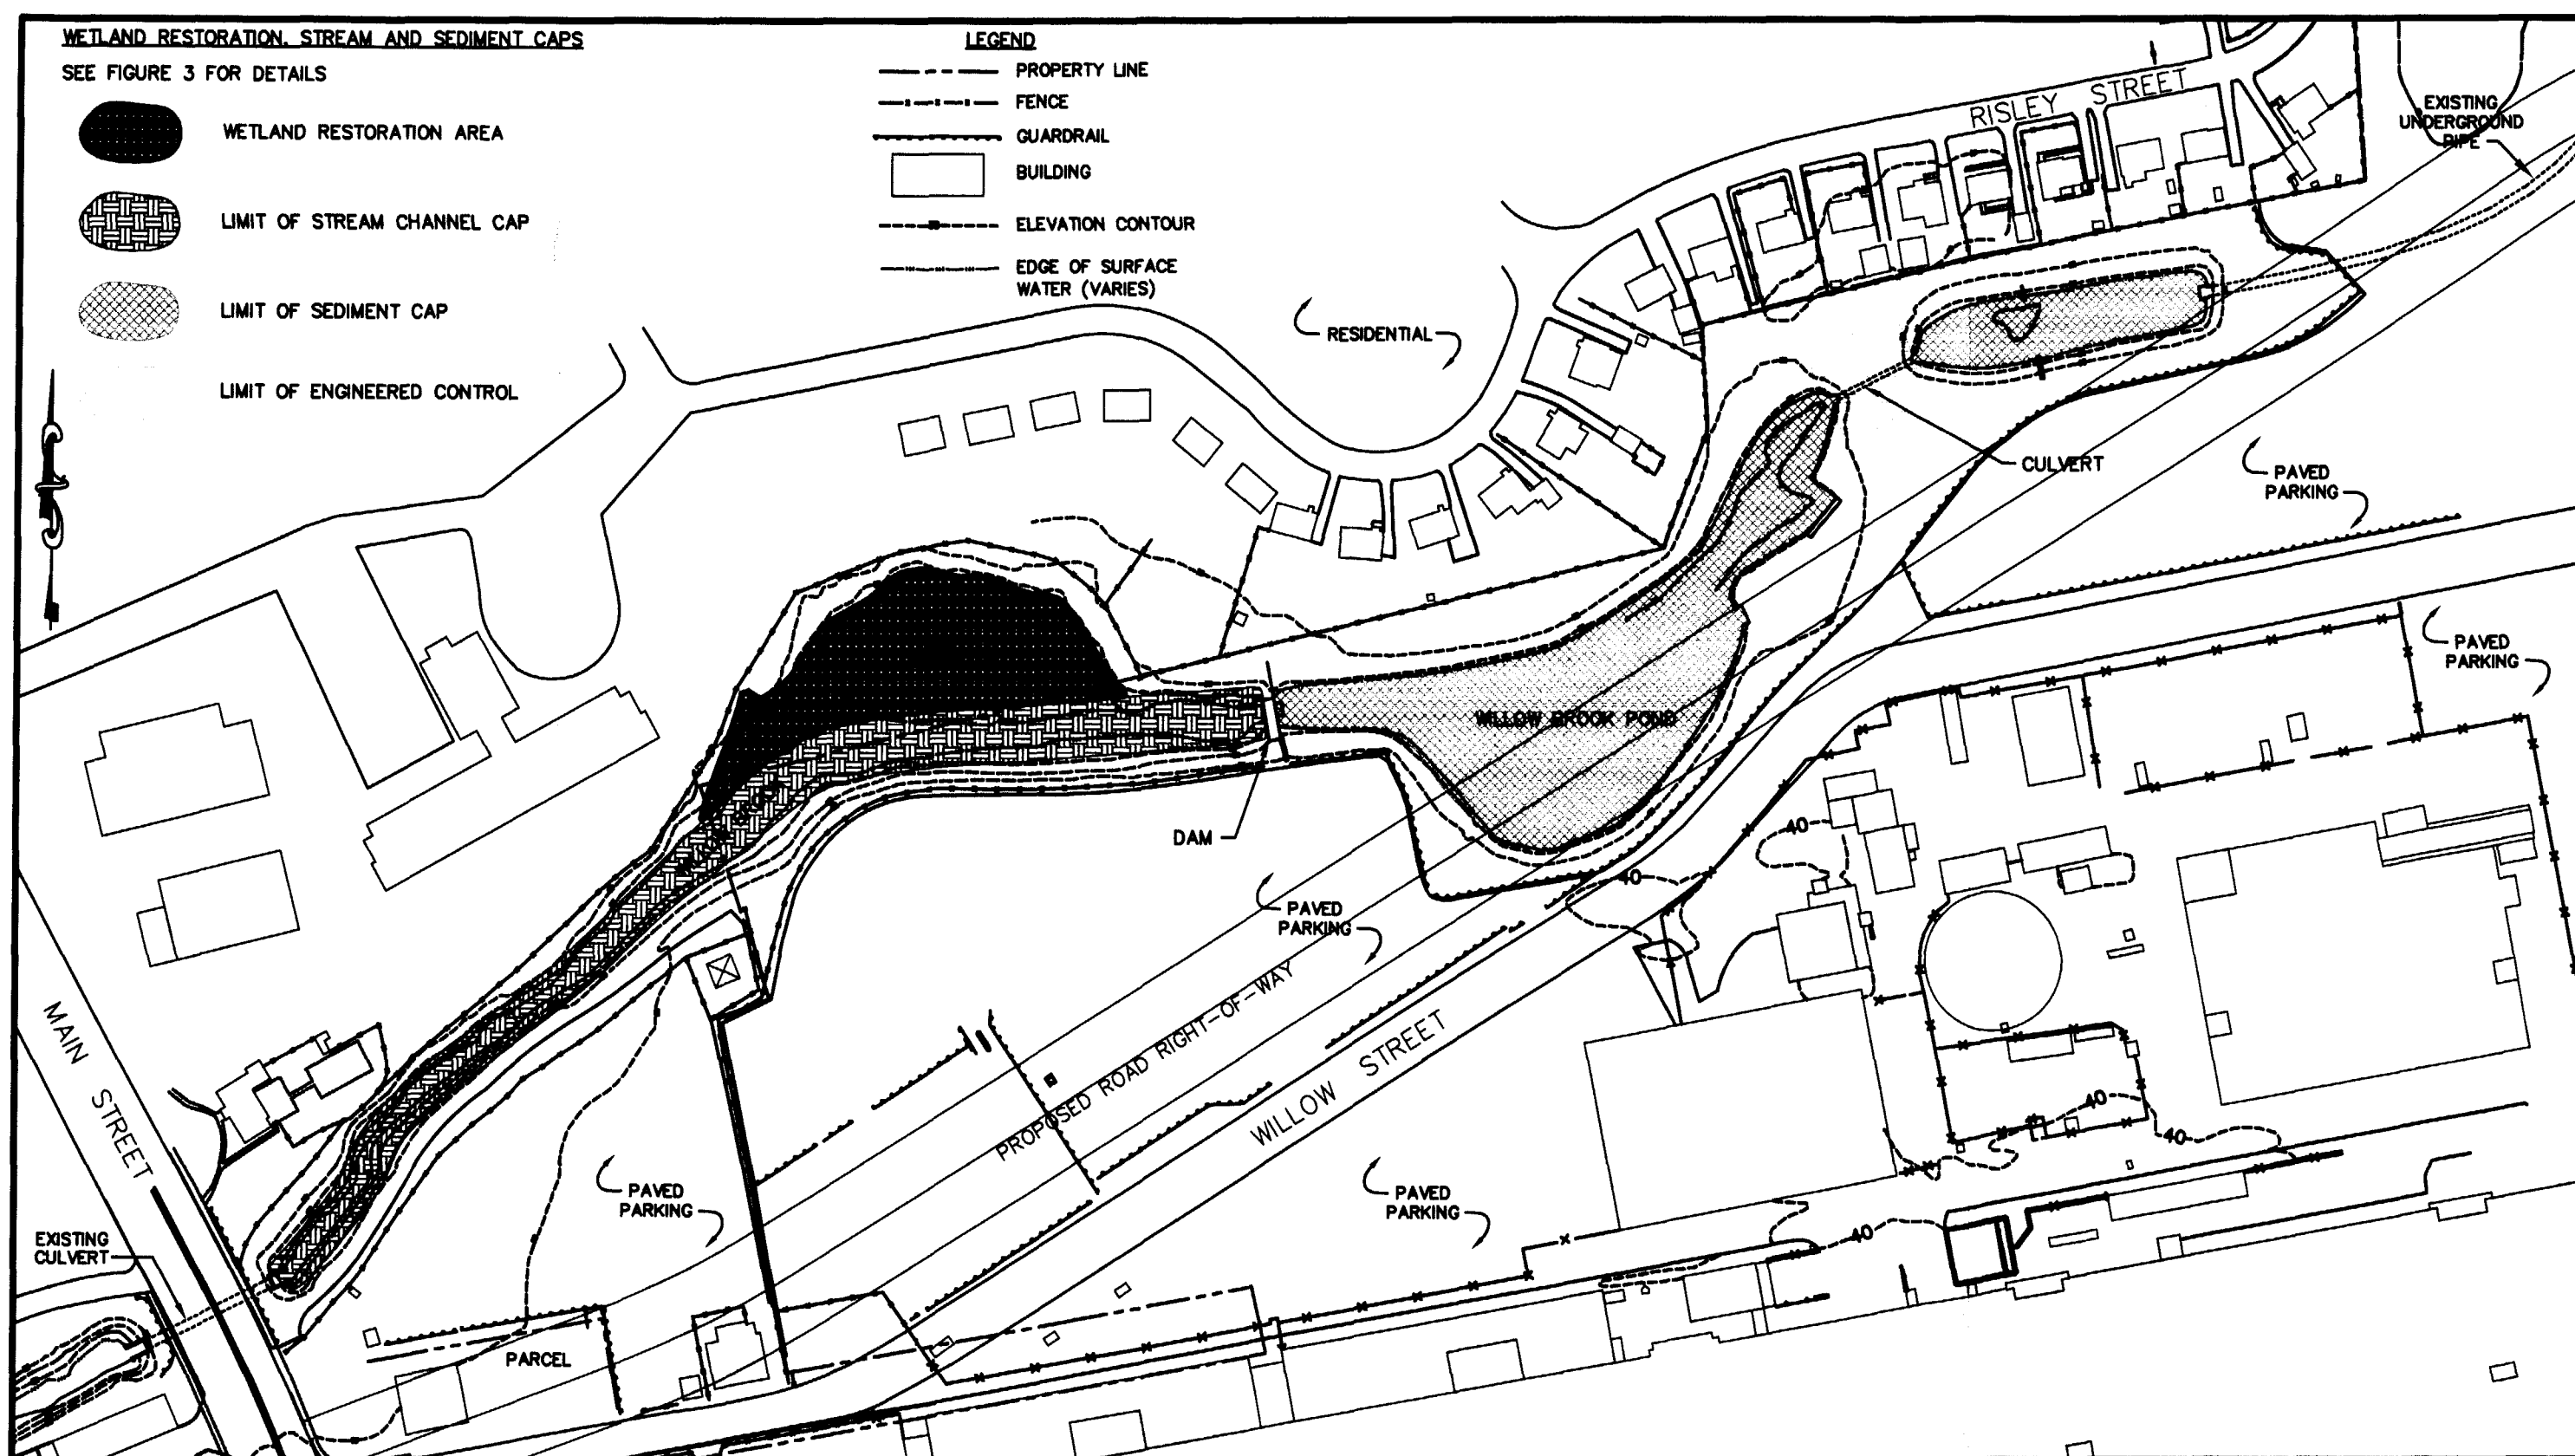 WETLAND RESTORATION, STREAM AND SEDIMENT CAPS
SEE FIGURE 3 FOR DETAILS
WETLAND RESTORATION AREA
LIMIT OF STREAM CHANNEL CAP
LIMIT OF SEDIMENT CAP
LIMIT OF ENGINEERED CONTROL
LEGEND
PROPERTY LINE
FENCE
GUARDRAIL
BUILDING
ELEVATION CONTOUR
EDGE OF SURFACE
WATER (VARIES)
RISLEY STREET
EXISTING
UNDERGROUND
PIPE
RESIDENTIAL
CULVERT
PAVED
PARKING
PAVED
PARKING
WILLOW BROOK POND
DAM
40
40
PAVED
PARKING
MAIN STREET
PROPOSED ROAD RIGHT-OF-WAY
WILLOW STREET
40
40
PAVED
PARKING
PAVED
PARKING
EXISTING
CULVERT
40
PARCEL